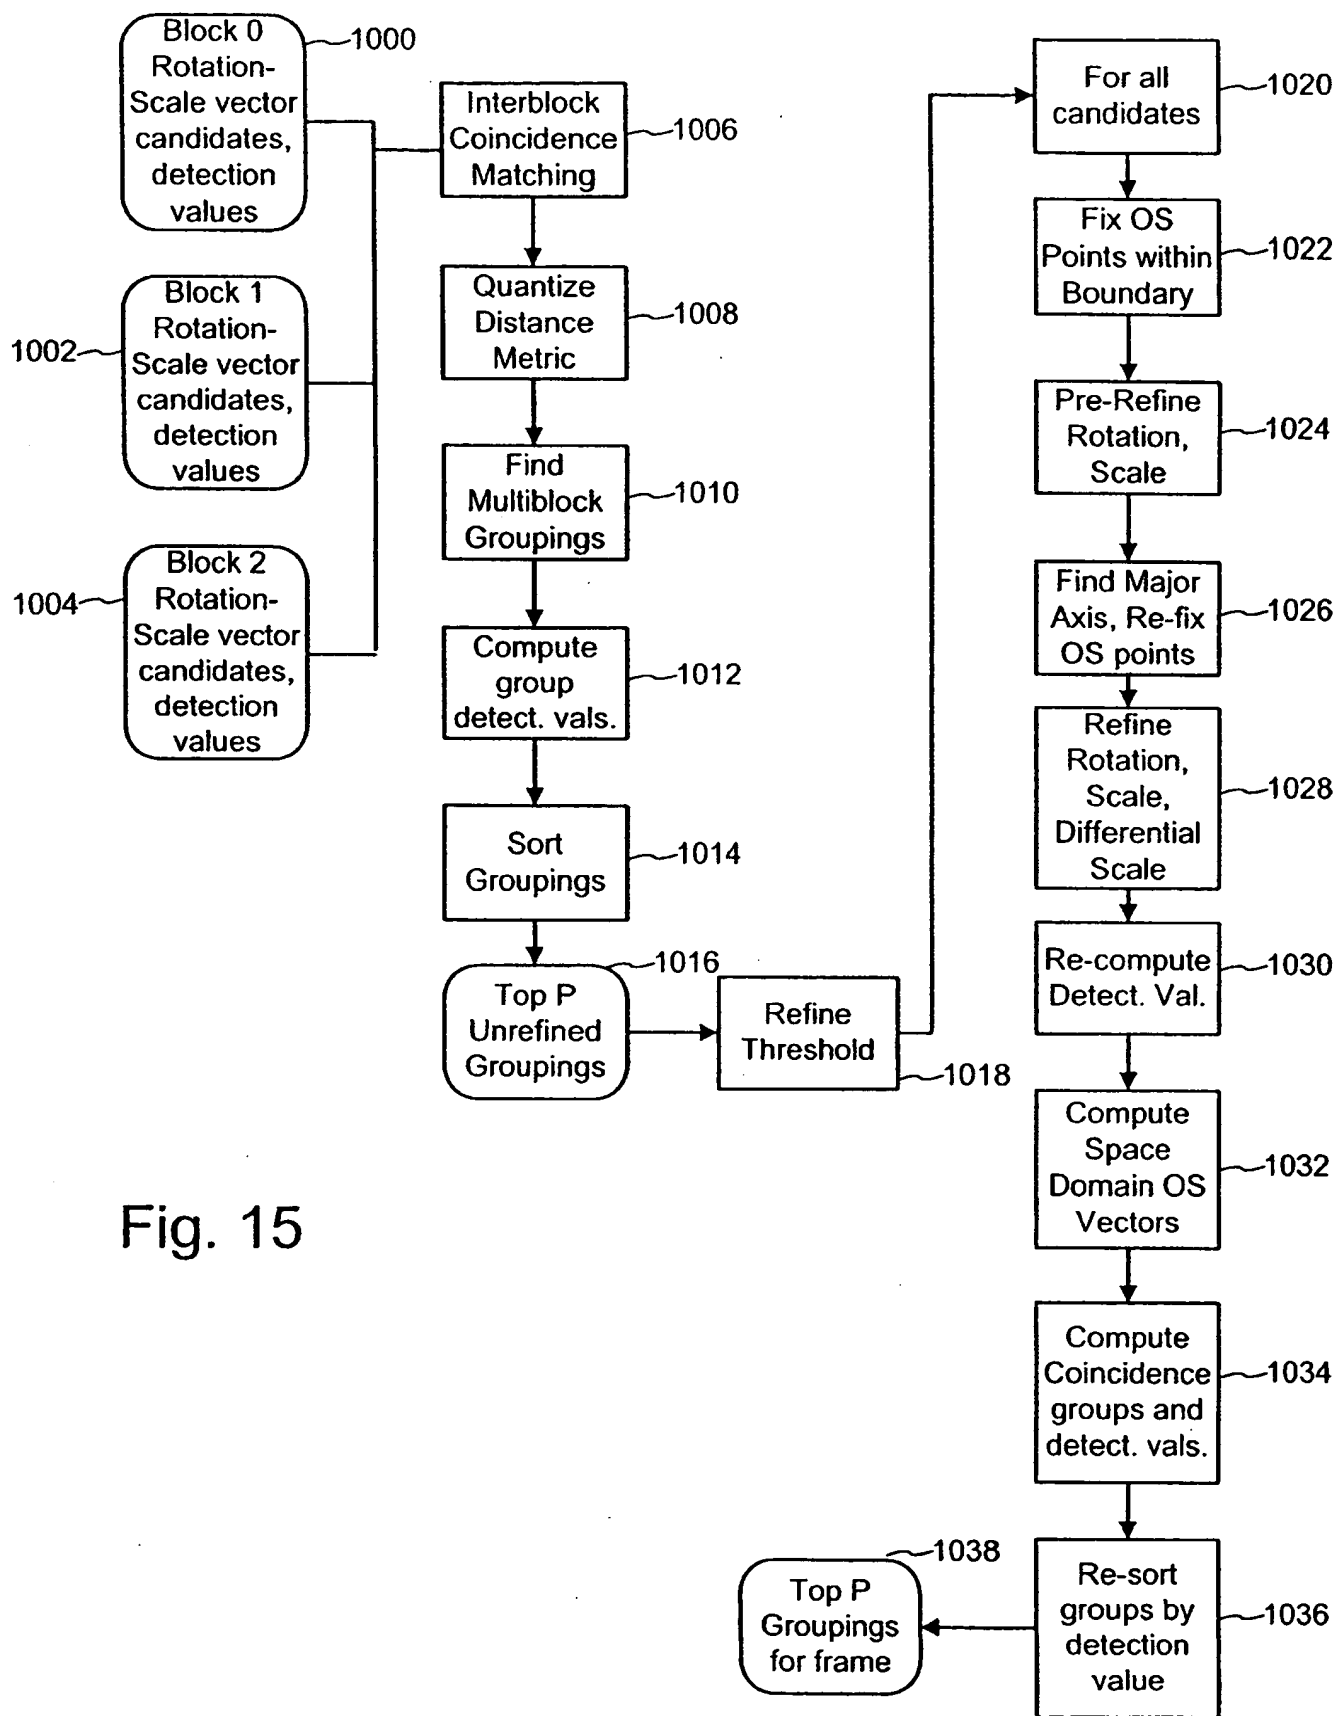 Block 0
Rotation-
Scale vector
candidates,
detection
values
1000
Block 1
Rotation-
Scale vector
candidates,
detection
values
1002
Block 2
Rotation-
Scale vector
candidates,
detection
values
1004
Interblock
Coincidence
Matching
1006
Quantize
Distance
Metric
1008
Find
Multiblock
Groupings
1010
Compute
group
detect. vals.
1012
Sort
Groupings
1014
Top P
Unrefined
Groupings
1016
Refine
Threshold
1018
For all
candidates
1020
Fix OS
Points within
Boundary
1022
Pre-Refine
Rotation,
Scale
1024
Find Major
Axis, Re-fix
OS points
1026
Refine
Rotation,
Scale,
Differential
Scale
1028
Re-compute
Detect. Val.
1030
Compute
Space
Domain OS
Vectors
1032
Compute
Coincidence
groups and
detect. vals.
1034
Re-sort
groups by
detection
value
1036
Top P
Groupings
for frame
1038
Fig. 15